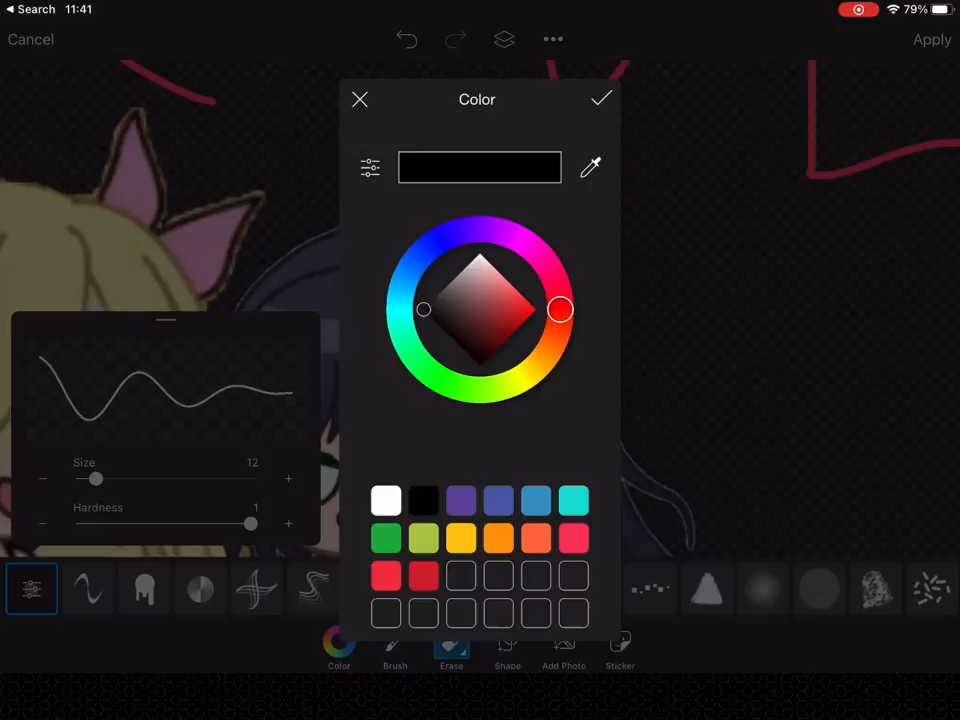 Search 11:41 79%
Cancel Apply
Color
Size 12
Hardness 1
Color Brush Erase Shape Add Photo Sticker